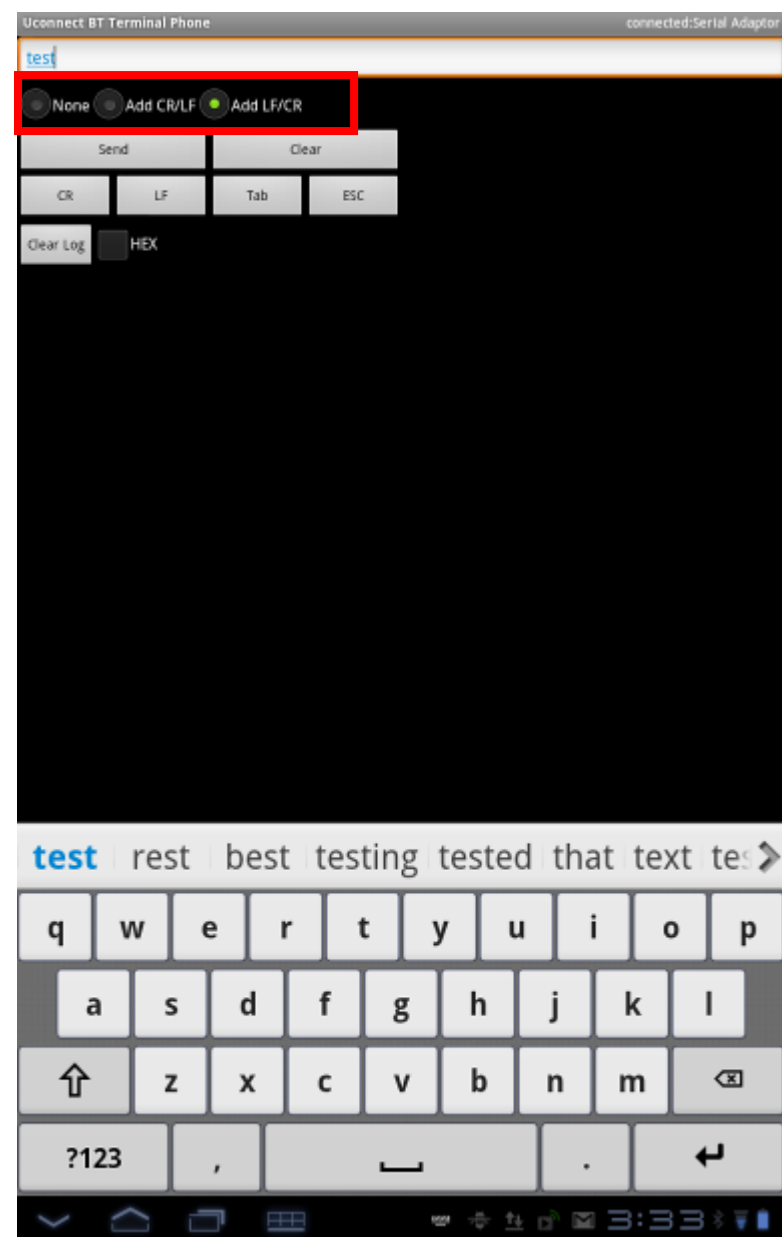 Uconnect BT Terminal Phone connected:Serial Adaptor
test
None Add CR/LF Add LF/CR
Send Clear
CR LF Tab ESC
Clear Log HEX
test rest best testing tested that text tes
q w e r t y u i o p
a s d f g h j k l
z x c v b n m
?123 , .
3:33